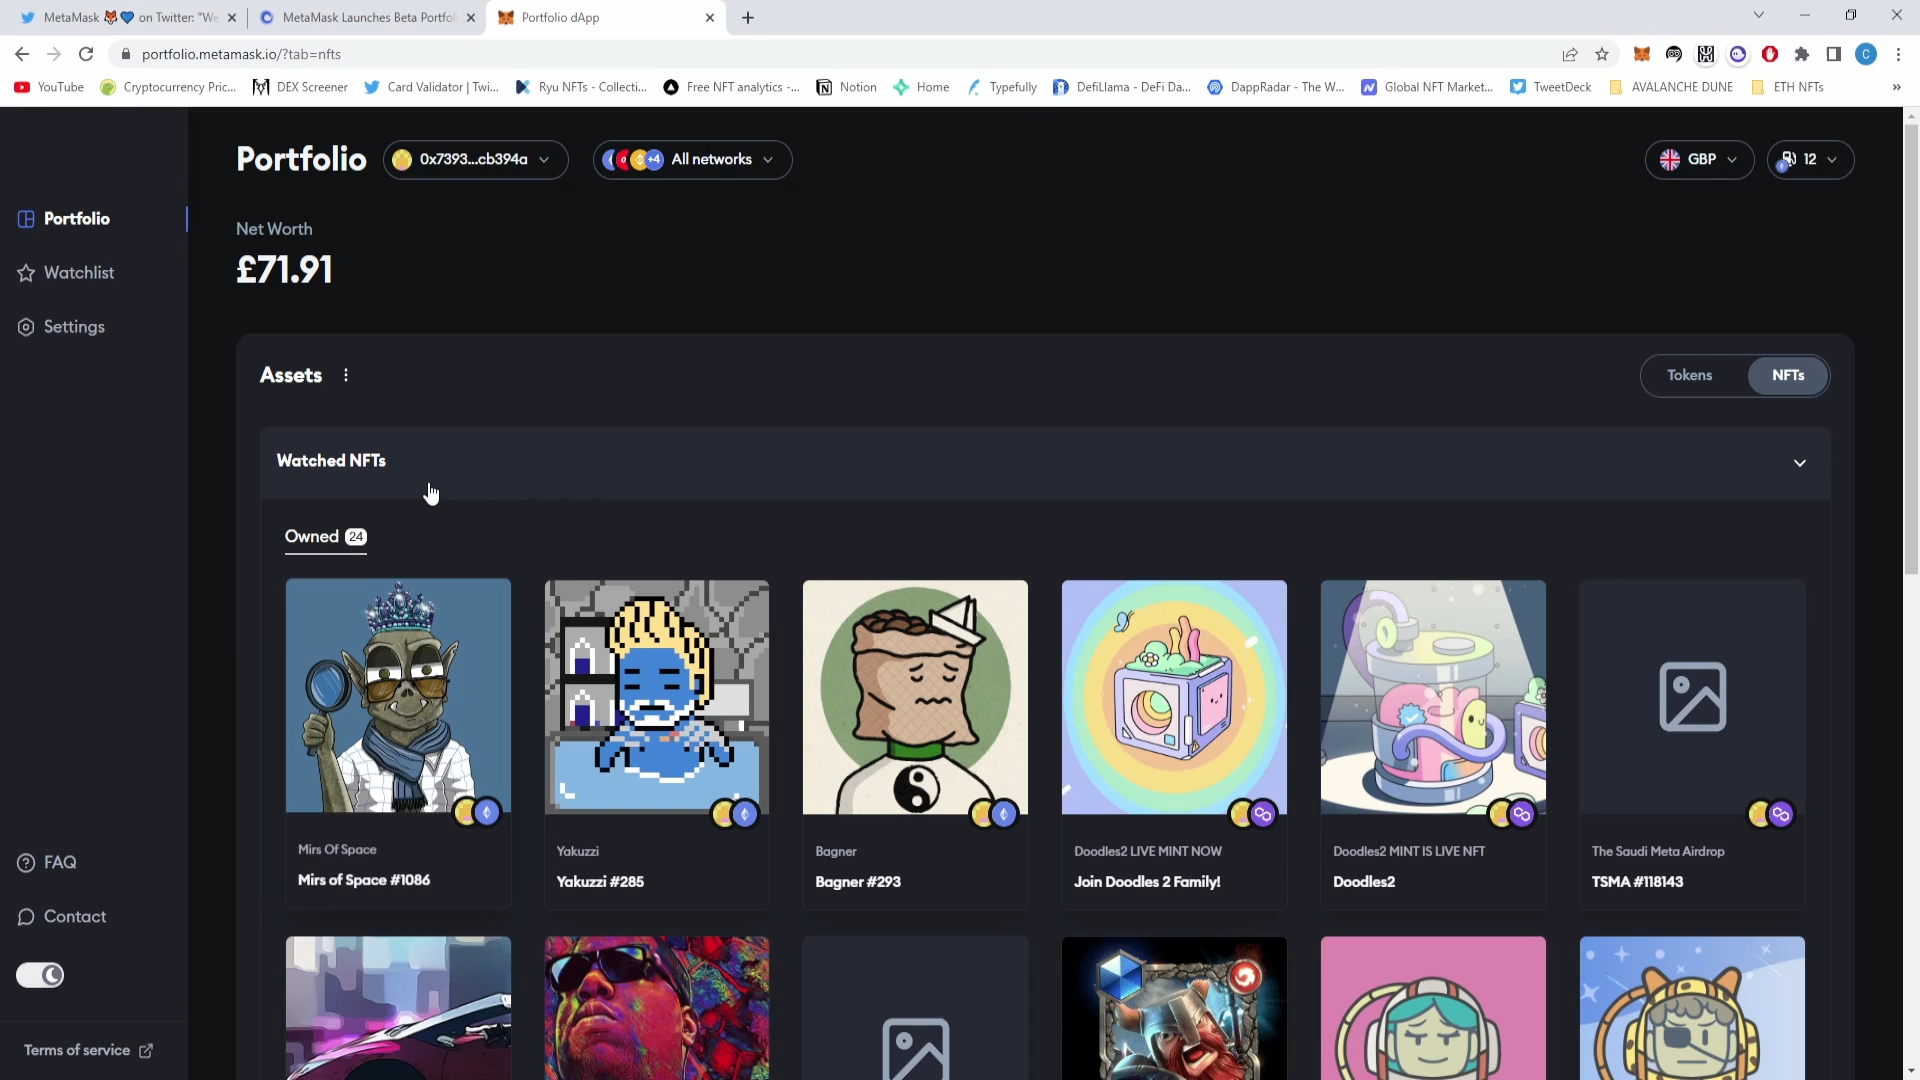 MetaMask 🦊💙 on Twitter: "We
MetaMask Launches Beta Portfol
Portfolio dApp
portfolio.metamask.io/?tab=nfts
YouTube
Cryptocurrency Pric...
DEX Screener
Card Validator | Twi...
Ryu NFTs - Collecti...
Free NFT analytics -...
Notion
Home
Typefully
DefiLlama - DeFi Da...
DappRadar - The W...
Global NFT Market...
TweetDeck
AVALANCHE DUNE
ETH NFTs
»
C
Portfolio
0x7393...cb394a
+4 All networks
GBP
12
Portfolio
Watchlist
Settings
Net Worth
£71.91
Assets
Tokens
NFTs
Watched NFTs
Owned 24
Mirs Of Space
Mirs of Space #1086
Yakuzzi
Yakuzzi #285
Bagner
Bagner #293
Doodles2 LIVE MINT NOW
Join Doodles 2 Family!
Doodles2 MINT IS LIVE NFT
Doodles2
The Saudi Meta Airdrop
TSMA #118143
FAQ
Contact
Terms of service